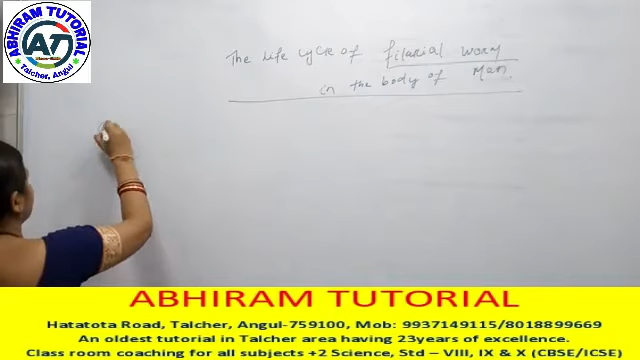 ABHIRAM TUTORIAL
AT
Talcher, Angul
The life cycle of filarial worm
in the body of Man.
ABHIRAM TUTORIAL
Hatatota Road, Talcher, Angul-759100, Mob: 9937149115/8018899669
An oldest tutorial in Talcher area having 23years of excellence.
Class room coaching for all subjects +2 Science, Std – VIII, IX & X (CBSE/ICSE)